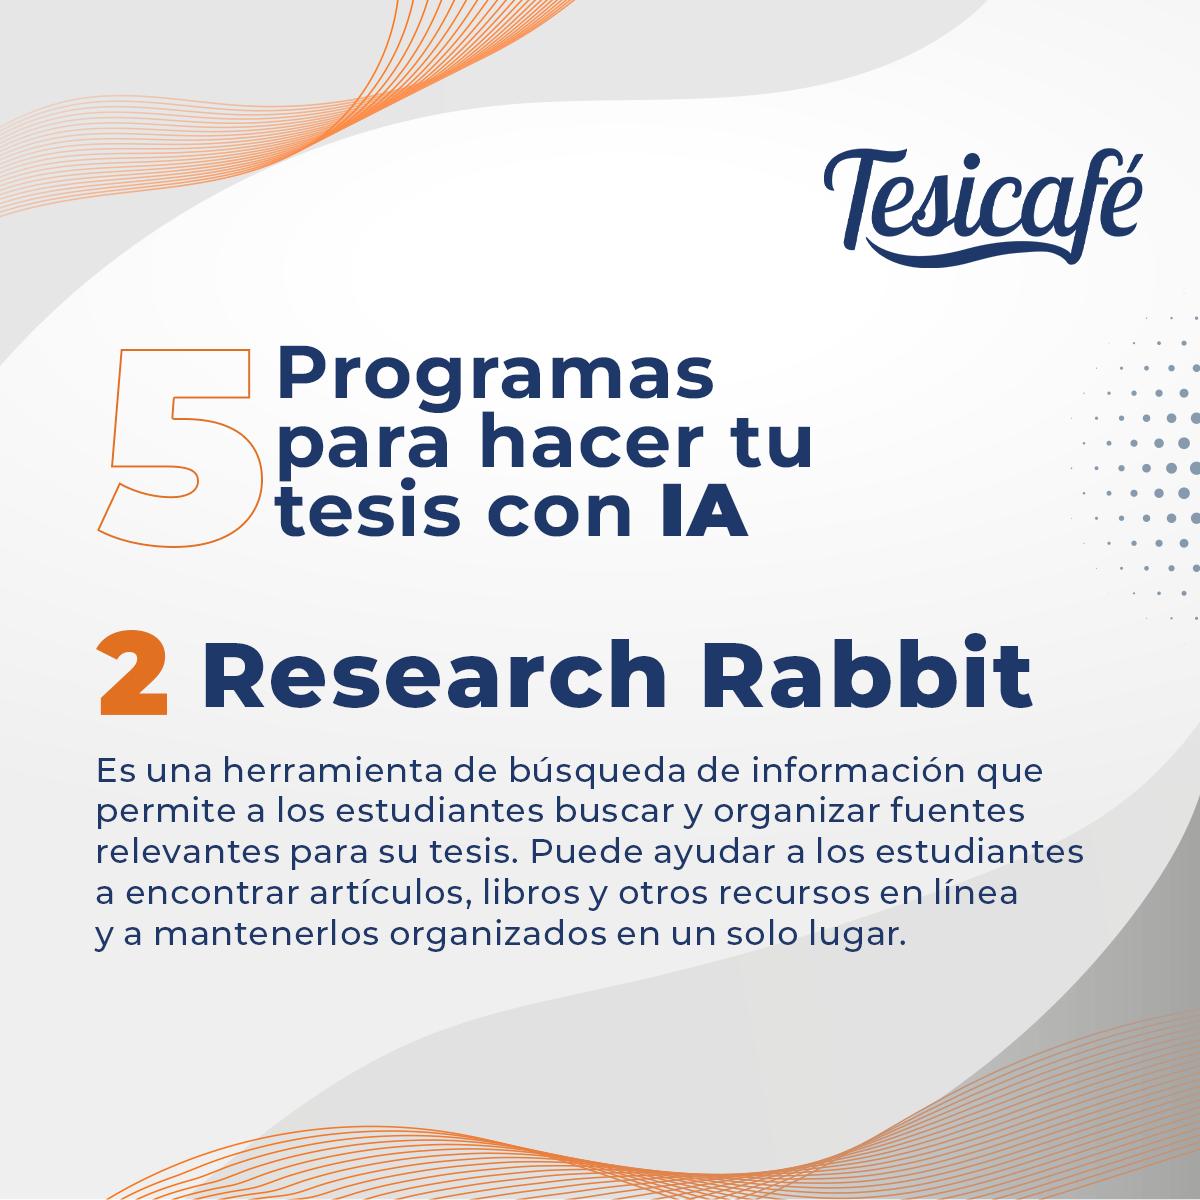 Tesicafé
5 Programas
para hacer tu
tesis con IA
2 Research Rabbit
Es una herramienta de búsqueda de información que
permite a los estudiantes buscar y organizar fuentes
relevantes para su tesis. Puede ayudar a los estudiantes
a encontrar artículos, libros y otros recursos en línea
y a mantenerlos organizados en un solo lugar.